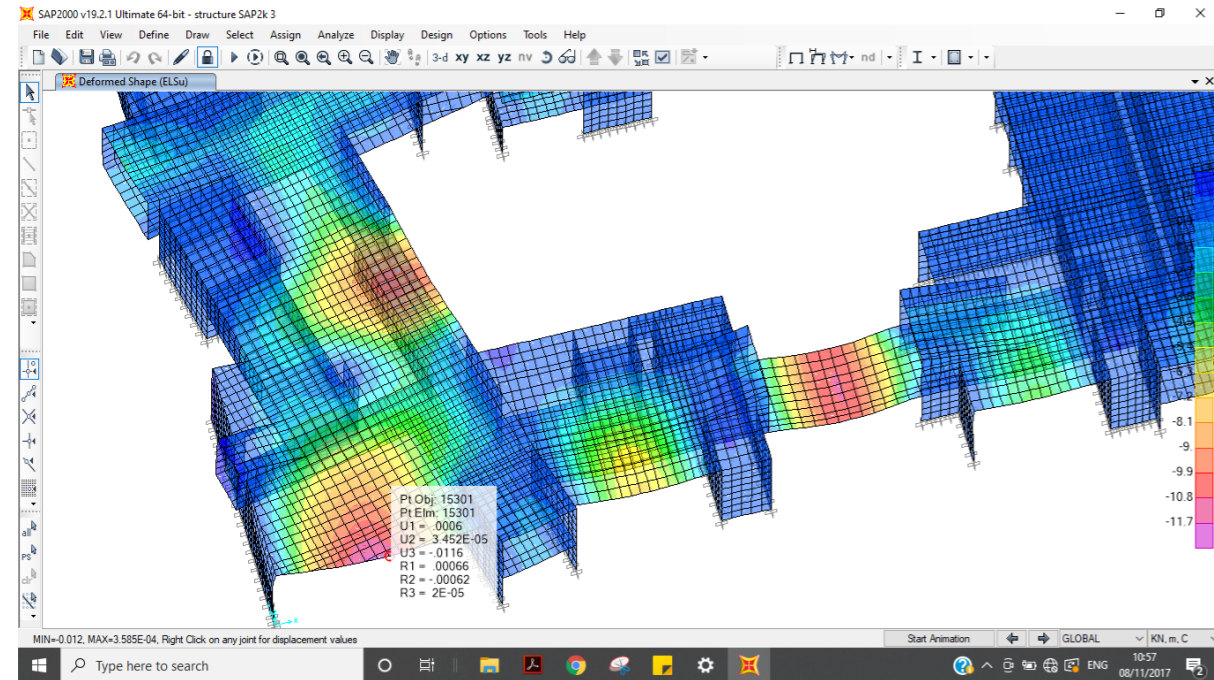 SAP2000 v19.2.1 Ultimate 64-bit - structure SAP2k 3
File Edit View Define Draw Select Assign Analyze Display Design Options Tools Help
3-d xy xz yz nv
nd
Deformed Shape (ELSu)
all
PS
clr
Pt Obj: 15301
Pt Elm: 15301
U1 = .0006
U2 = 3.452E-05
U3 = -.0116
R1 = .00066
R2 = -.00062
R3 = 2E-05
-8.1
-9.
-9.9
-10.8
-11.7
MIN=-0.012, MAX=3.585E-04, Right Click on any joint for displacement values
Start Animation
GLOBAL
KN, m, C
Type here to search
ENG
10:57
08/11/2017